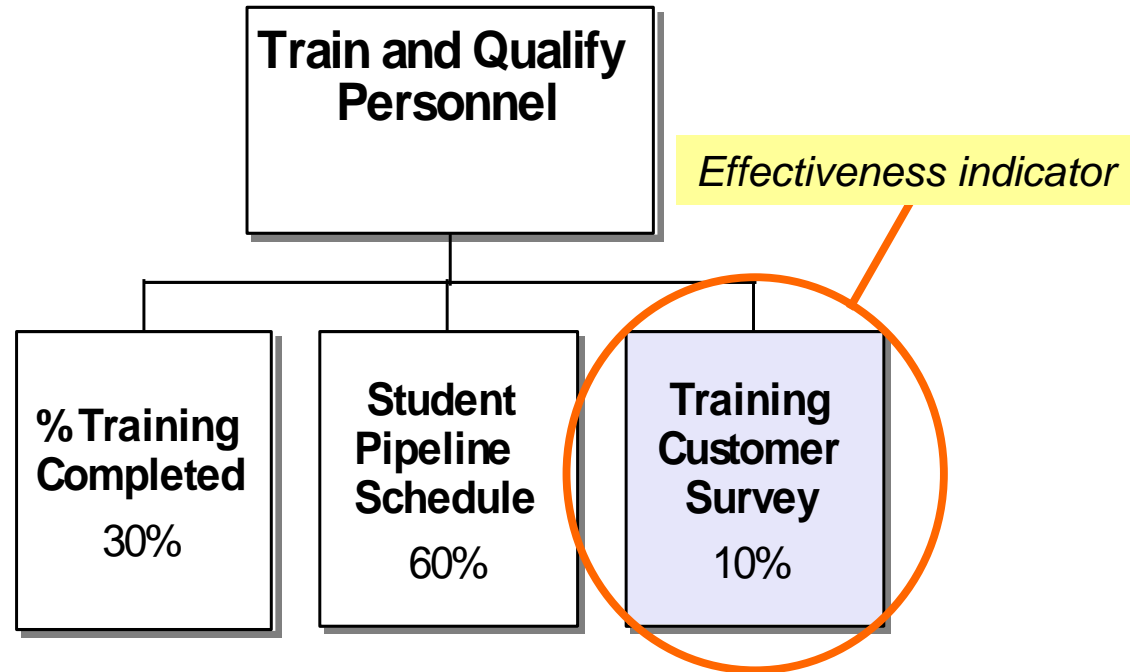 Train and Qualify
Personnel
Effectiveness indicator
% Training
Completed
30%
Student
Pipeline
Schedule
60%
Training
Customer
Survey
10%